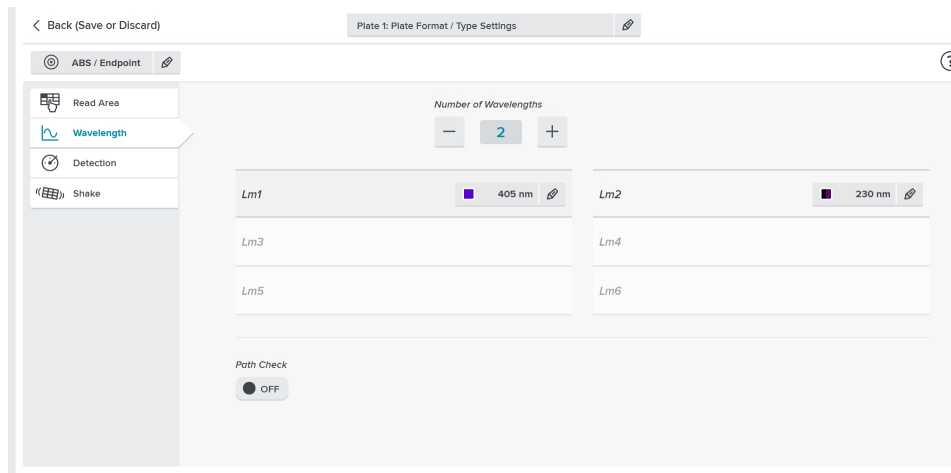 Back (Save or Discard)
Plate 1: Plate Format / Type Settings
?
ABS / Endpoint
Read Area
Wavelength
Detection
Shake
Number of Wavelengths
2
Lm1
405 nm
Lm2
230 nm
Lm3
Lm4
Lm5
Lm6
Path Check
OFF